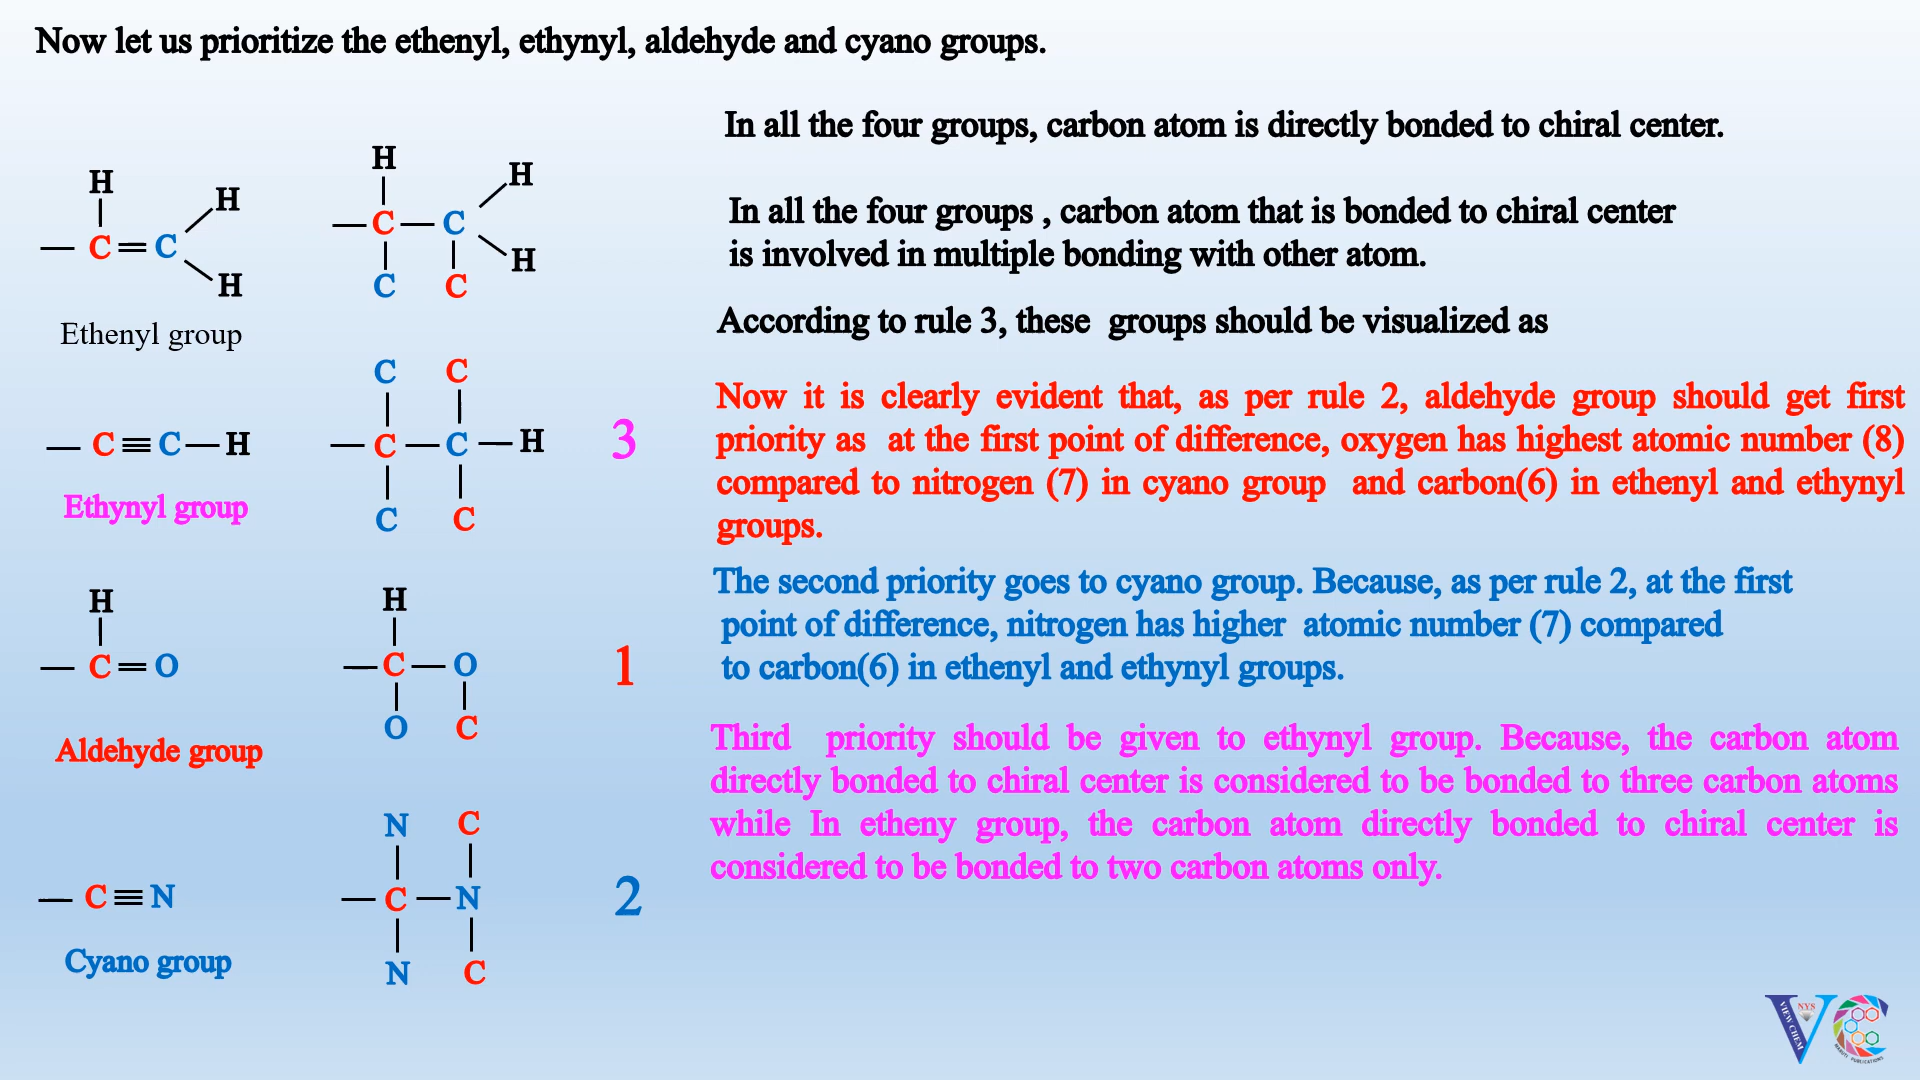 Now let us prioritize the ethenyl, ethynyl, aldehyde and cyano groups.
In all the four groups, carbon atom is directly bonded to chiral center.
In all the four groups , carbon atom that is bonded to chiral center
is involved in multiple bonding with other atom.
According to rule 3, these groups should be visualized as
Now it is clearly evident that, as per rule 2, aldehyde group should get first
priority as at the first point of difference, oxygen has highest atomic number (8)
compared to nitrogen (7) in cyano group and carbon(6) in ethenyl and ethynyl
groups.
The second priority goes to cyano group. Because, as per rule 2, at the first
point of difference, nitrogen has higher atomic number (7) compared
to carbon(6) in ethenyl and ethynyl groups.
Third priority should be given to ethynyl group. Because, the carbon atom
directly bonded to chiral center is considered to be bonded to three carbon atoms
while In etheny group, the carbon atom directly bonded to chiral center is
considered to be bonded to two carbon atoms only.
H
H
— C = C
H
Ethenyl group
H
H
— C — C
H
C C
— C ≡ C — H
Ethynyl group
C C
— C — C — H
C C
3
H
— C = O
Aldehyde group
H
— C — O
O C
1
— C ≡ N
Cyano group
N C
— C — N
N C
2
VC
NYS
VIEW CHEM